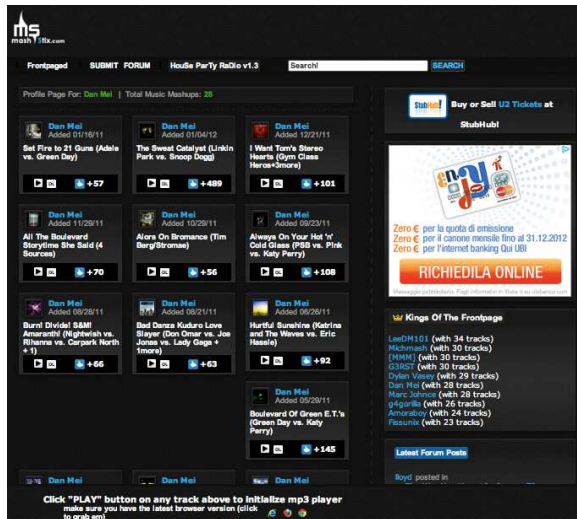 ms
mashstix.com
Frontpaged SUBMIT FORUM HouSe ParTy RaDio v1.3 Search! SEARCH
Profile Page For: Dan Mei | Total Music Mashups: 28
Dan Mei
Added 01/16/11
Set Fire to 21 Guns (Adele
vs. Green Day)
DL +57
Dan Mei
Added 01/04/12
The Sweat Catalyst (Linkin
Park vs. Snoop Dogg)
DL +489
Dan Mei
Added 12/21/11
I Want Tom's Stereo
Hearts (Gym Class
Heros+3more)
DL +101
Dan Mei
Added 11/29/11
All The Boulevard
Storytime She Said (4
Sources)
DL +70
Dan Mei
Added 10/29/11
Alors On Bromance (Tim
Berg/Stromae)
DL +56
Dan Mei
Added 09/23/11
Always On Your Hot 'n'
Cold Glass (PSB vs. P!nk
vs. Katy Perry)
DL +108
Dan Mei
Added 08/28/11
Burn! Divide! S&M!
Amaranth! (Nightwish vs.
Rihanna vs. Carpark North
+ 1)
DL +66
Dan Mei
Added 08/21/11
Bad Danza Kuduro Love
Slayer (Don Omar vs. Joe
Jonas vs. Lady Gaga +
1more)
DL +63
Dan Mei
Added 06/26/11
Hurtful Sunshine (Katrina
and The Waves vs. Eric
Hassle)
DL +92
Dan Mei
Added 05/29/11
Boulevard Of Green E.T.'s
(Green Day vs. Katy
Perry)
DL +145
Dan Mei
Dan Mei
Dan Mei
StubHub! Buy or Sell U2 Tickets at
StubHub!
enjoy
Zero € per la quota di emissione
Zero € per il canone mensile fino al 31.12.2012
Zero € per l'internet banking Qui UBI
RICHIEDILA ONLINE
Kings Of The Frontpage
LeeDM101 (with 34 tracks)
Michmash (with 30 tracks)
[MMM] (with 30 tracks)
G3RST (with 30 tracks)
Dylan Vasey (with 29 tracks)
Dan Mei (with 28 tracks)
Marc Johnce (with 28 tracks)
g4gorilla (with 26 tracks)
Amoraboy (with 24 tracks)
Fissunix (with 23 tracks)
Latest Forum Posts
lloyd posted in
Click "PLAY" button on any track above to initialize mp3 player
make sure you have the latest browser version (click
to grab em)